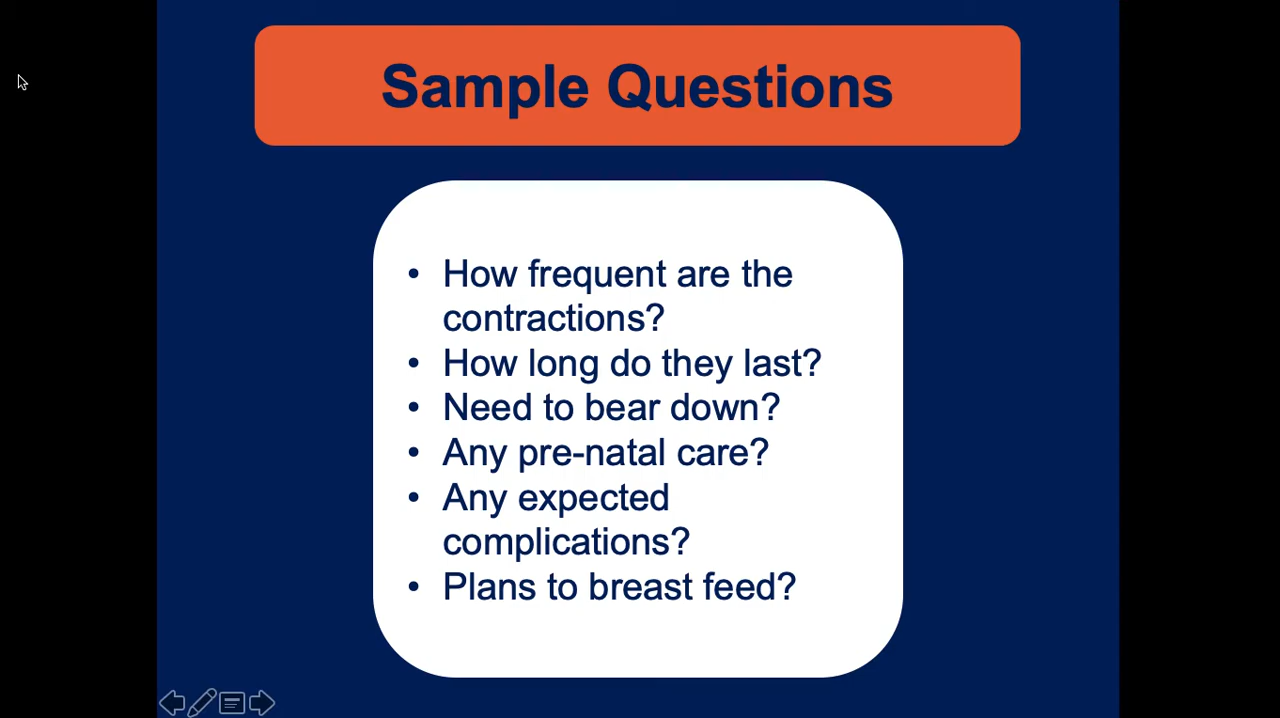 Sample Questions
• How frequent are the
contractions?
• How long do they last?
• Need to bear down?
• Any pre-natal care?
• Any expected
complications?
• Plans to breast feed?